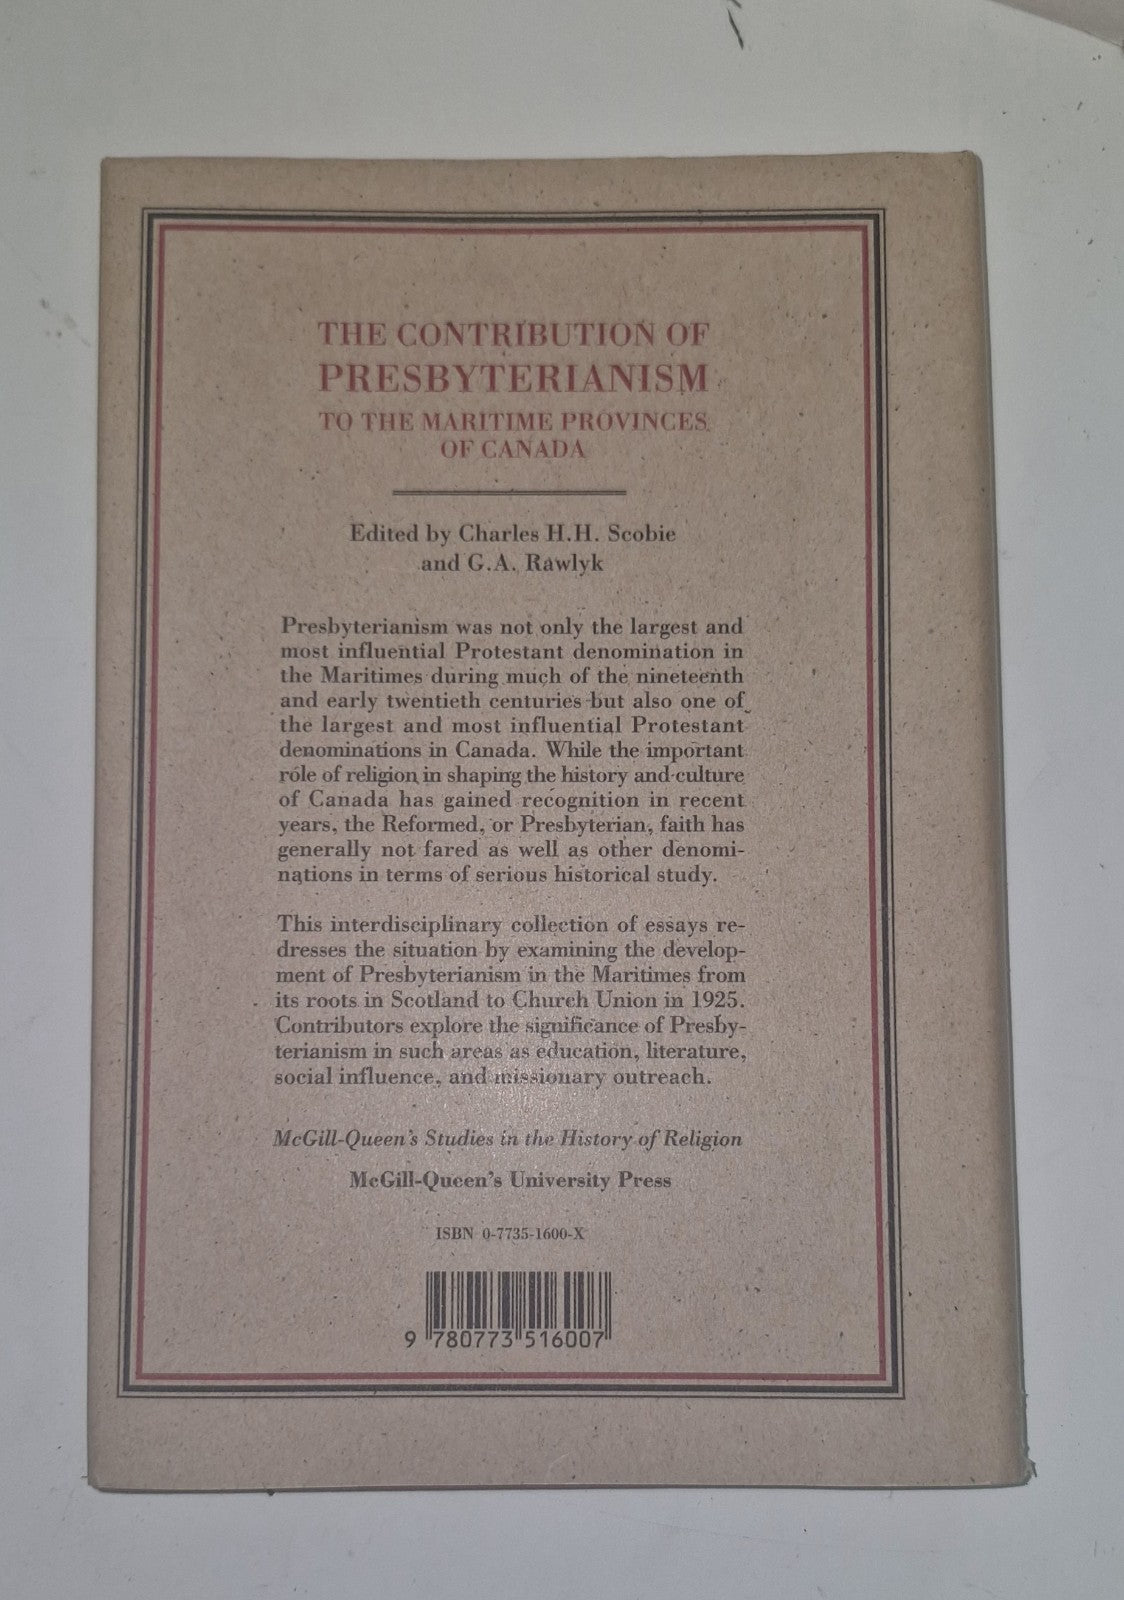 THE CONTRIBUTION OF
PRESBYTERIANISM
TO THE MARITIME PROVINCES
OF CANADA
Edited by Charles H.H. Scobie
and G.A. Rawlyk
Presbyterianism was not only the largest and
most influential Protestant denomination in
the Maritimes during much of the nineteenth
and early twentieth centuries but also one of
the largest and most influential Protestant
denominations in Canada. While the important
role of religion in shaping the history and culture
of Canada has gained recognition in recent
years, the Reformed, or Presbyterian, faith has
generally not fared as well as other denomi-
nations in terms of serious historical study.
This interdisciplinary collection of essays re-
dresses the situation by examining the develop-
ment of Presbyterianism in the Maritimes from
its roots in Scotland to Church Union in 1925.
Contributors explore the significance of Presby-
terianism in such areas as education, literature,
social influence, and missionary outreach.
McGill-Queen's Studies in the History of Religion
McGill-Queen's University Press
ISBN 0-7735-1600-X
9 780773 516007